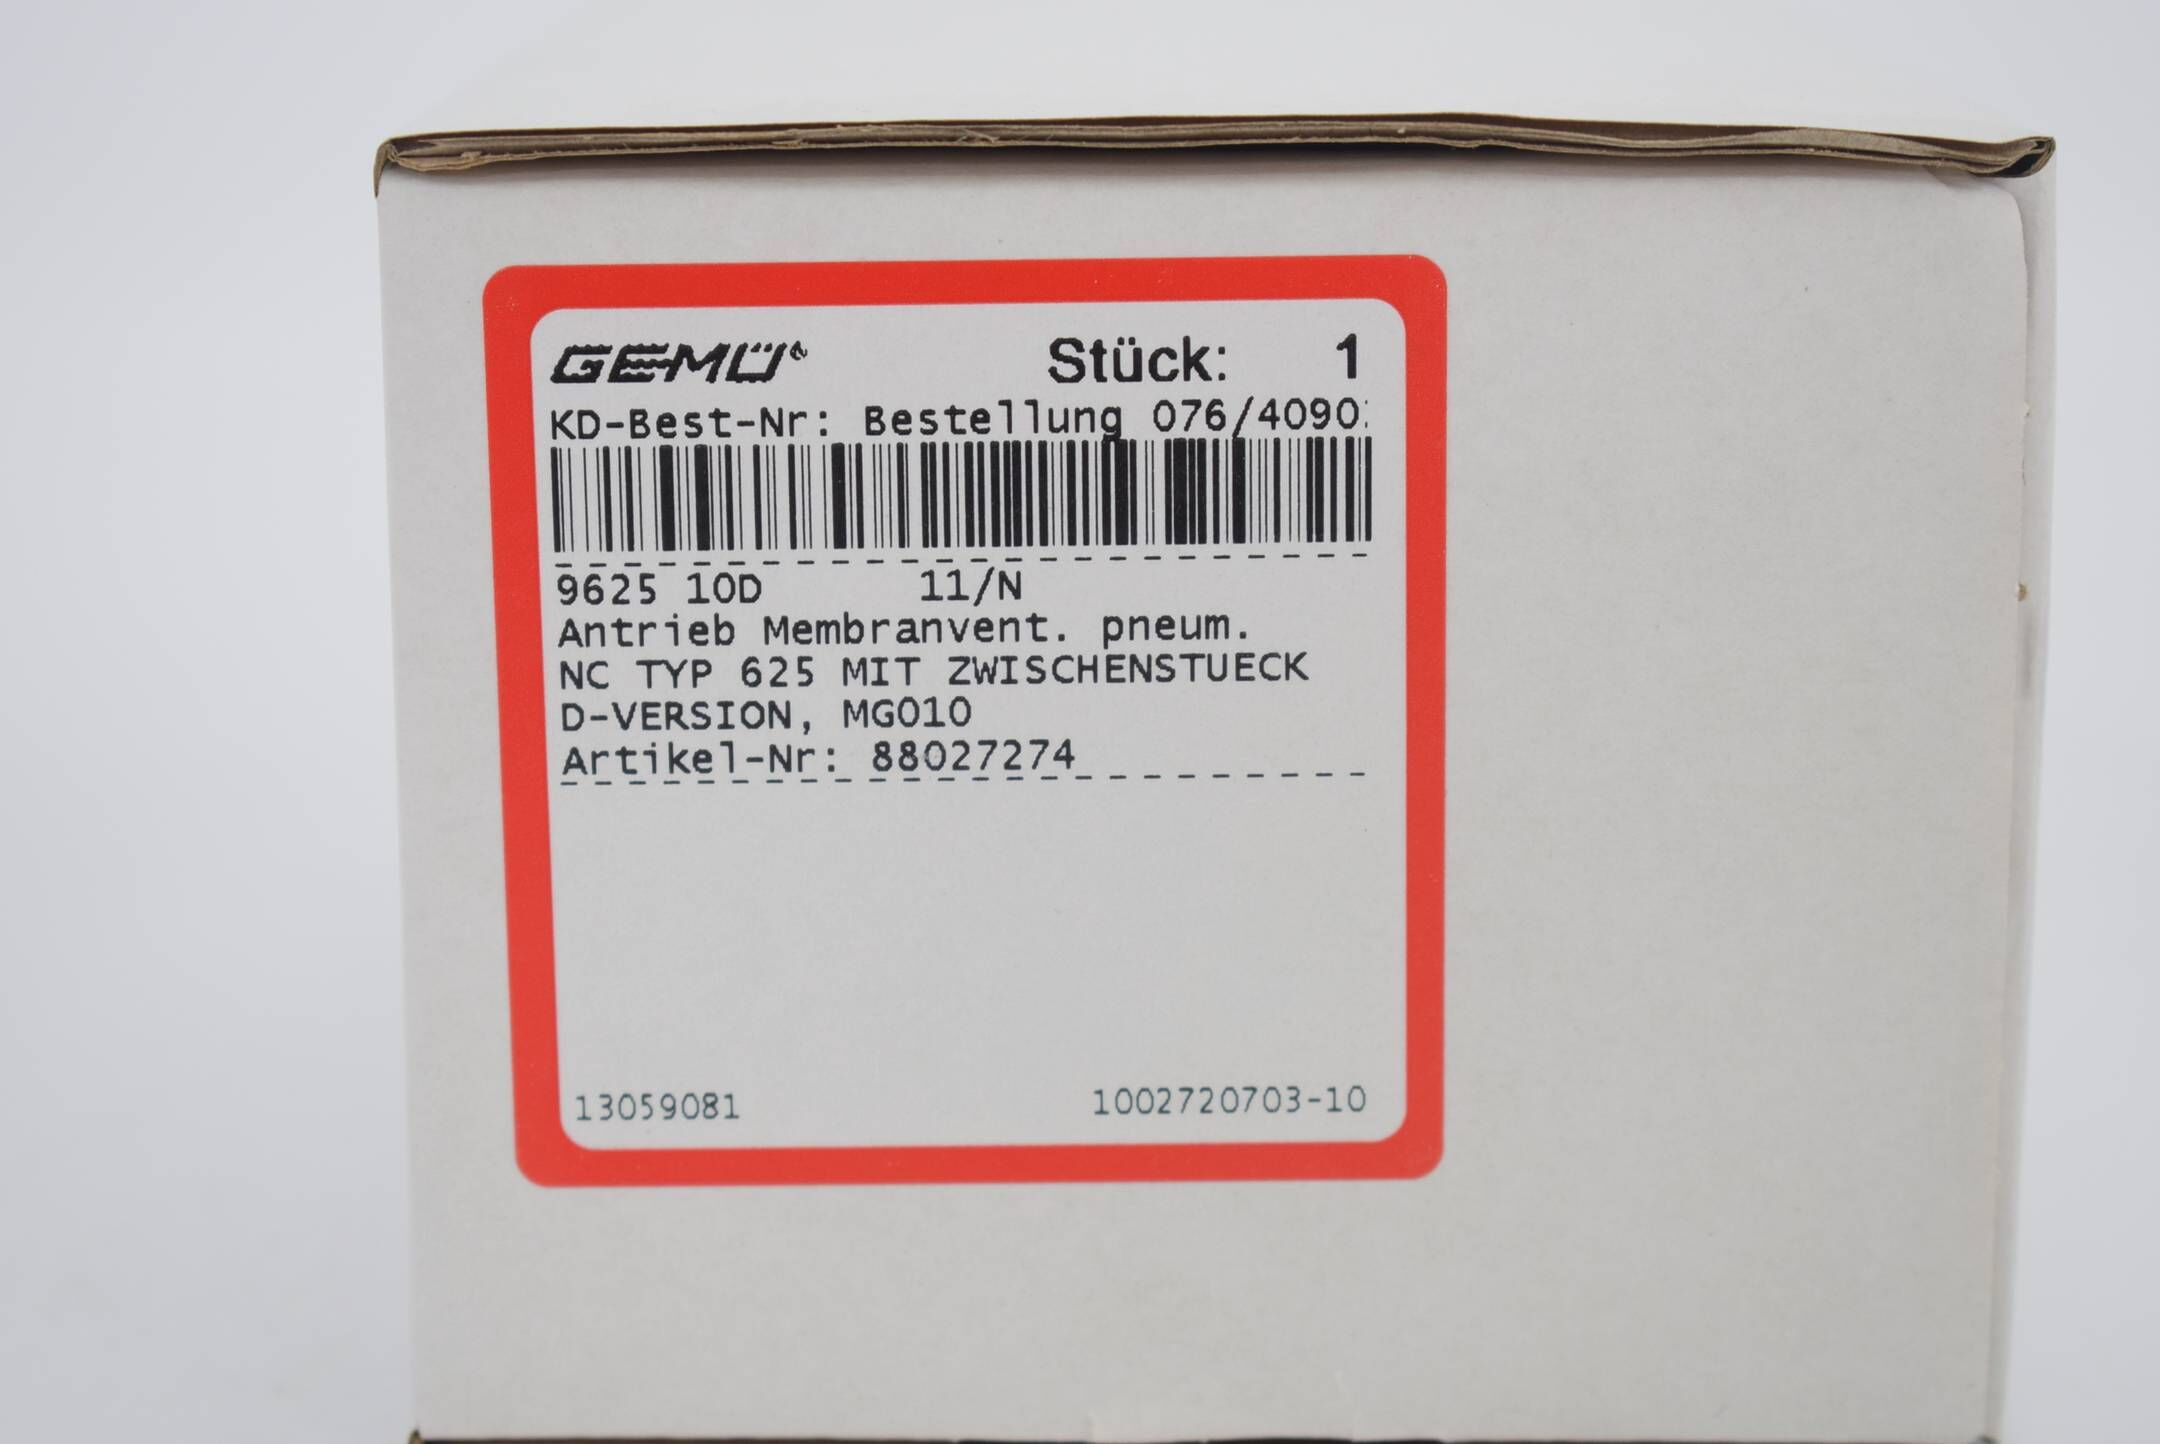 GEMÜ® Stück: 1
KD-Best-Nr: Bestellung 076/4090
9625 10D 11/N
Antrieb Membranvent. pneum.
NC TYP 625 MIT ZWISCHENSTUECK
D-VERSION, MG010
Artikel-Nr: 88027274
13059081 1002720703-10